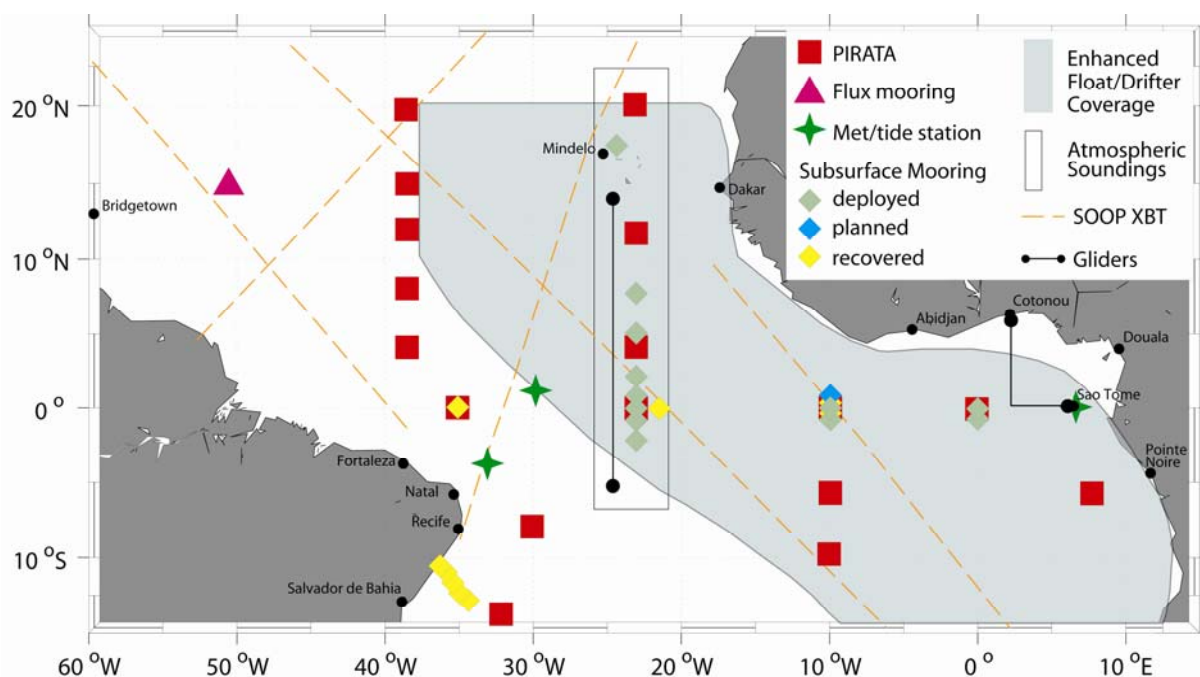 PIRATA
Flux mooring
Met/tide station
Subsurface Mooring
deployed
planned
recovered
Enhanced
Float/Drifter
Coverage
Atmospheric
Soundings
SOOP XBT
Gliders
20 °N
10 °N
0 °
10 °S
Bridgetown
Mindelo
Dakar
Abidjan
Cotonou
Douala
Sao Tome
Pointe
Noire
Fortaleza
Natal
Recife
Salvador de Bahia
60 °W
50 °W
40 °W
30 °W
20 °W
10 °W
0 °
10 °E